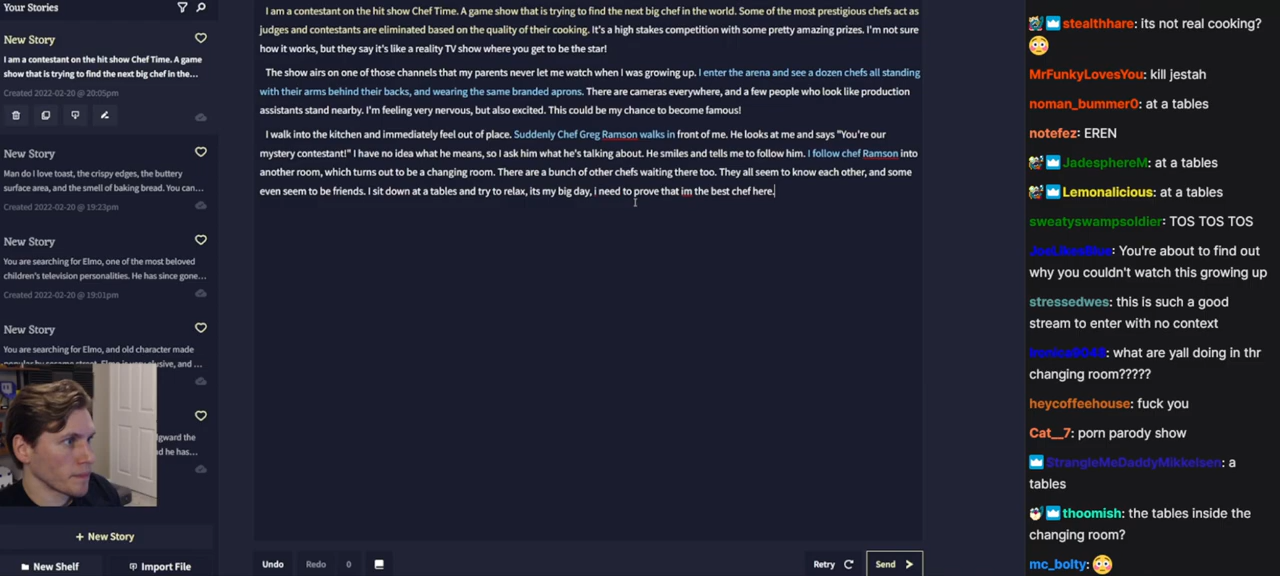 Your Stories
New Story
I am a contestant on the hit show Chef Time. A
game show that is trying to find the next big
chef in the...
Created 2022-02-20 @ 20:05pm
New Story
Man do I love toast, the crispy edges, the buttery
surface area, and the smell of baking bread. You can...
Created 2022-02-20 @ 19:23pm
New Story
You are searching for Elmo, one of the most beloved
children's television personalities. He has since gone...
Created 2022-02-20 @ 19:01pm
New Story
You are searching for Elmo, and old character made
lgward the
d he has...
+ New Story
New Shelf
Import File
I am a contestant on the hit show Chef Time. A game show that is trying to find the next big chef in the world. Some of the most prestigious chefs act as
judges and contestants are eliminated based on the quality of their cooking. It's a high stakes competition with some pretty amazing prizes. I'm not sure
how it works, but they say it's like a reality TV show where you get to be the star!
The show airs on one of those channels that my parents never let me watch when I was growing up. I enter the arena and see a dozen chefs all standing
with their arms behind their backs, and wearing the same branded aprons. There are cameras everywhere, and a few people who look like production
assistants stand nearby. I'm feeling very nervous, but also excited. This could be my chance to become famous!
I walk into the kitchen and immediately feel out of place. Suddenly Chef Greg Ramson walks in front of me. He looks at me and says "You're our
mystery contestant!" I have no idea what he means, so I ask him what he's talking about. He smiles and tells me to follow him. I follow chef Ramson into
another room, which turns out to be a changing room. There are a bunch of other chefs waiting there too. They all seem to know each other, and some
even seem to be friends. I sit down at a tables and try to relax, its my big day, i need to prove that im the best chef here.
Undo
Redo
0
Retry
Send
stealthhare: its not real cooking?
MrFunkyLovesYou: kill jestah
noman_bummer0: at a tables
notefez: EREN
JadesphereM: at a tables
Lemonalicious: at a tables
sweatyswampsoldier: TOS TOS TOS
JoeLikesBlue: You're about to find out
why you couldn't watch this growing up
stressedwes: this is such a good
stream to enter with no context
what are yall doing in thr
changing room?????
heycoffeehouse: fuck you
Cat__7: porn parody show
StrangleMeDaddyMikkelsen: a
tables
thoomish: the tables inside the
changing room?
mc_bolty: